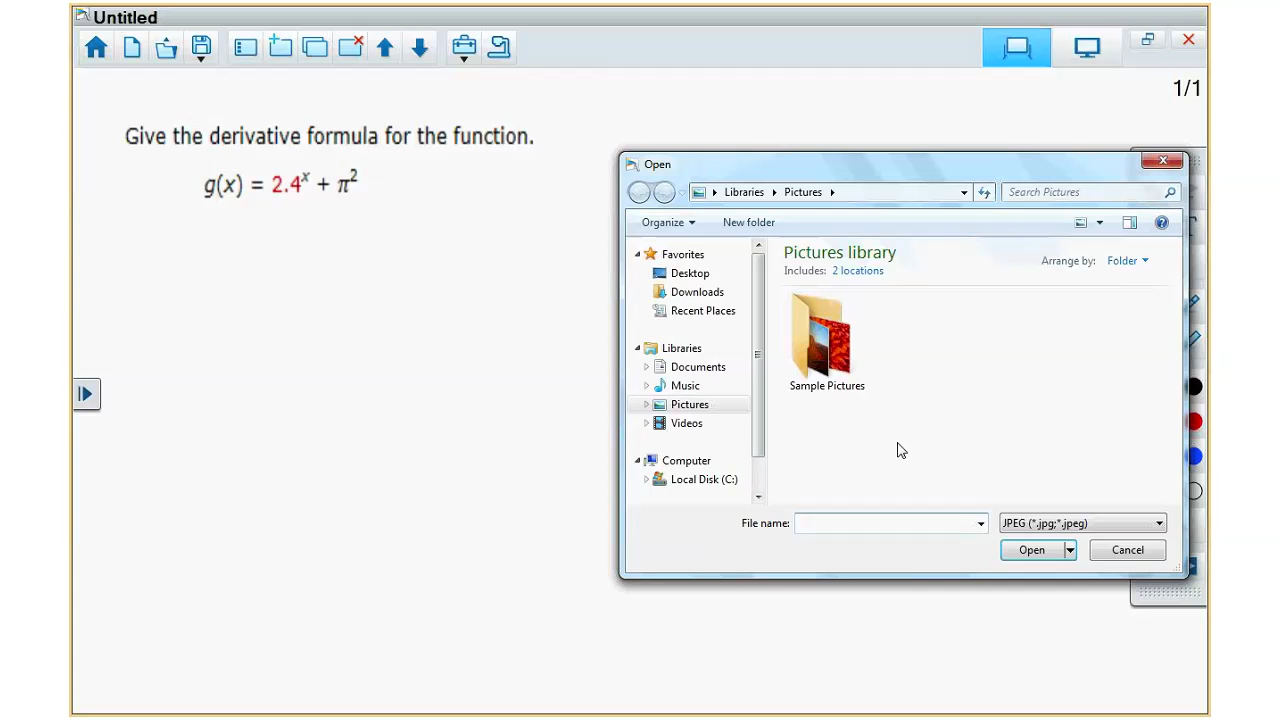 Untitled
1/1
Give the derivative formula for the function.
g(x) = 2.4ˣ + π²
Open
Libraries Pictures
Search Pictures
Organize
New folder
Favorites
Desktop
Downloads
Recent Places
Libraries
Documents
Music
Pictures
Videos
Computer
Local Disk (C:)
Pictures library
Includes: 2 locations
Arrange by: Folder
Sample Pictures
File name:
JPEG (*.jpg;*.jpeg)
Open
Cancel